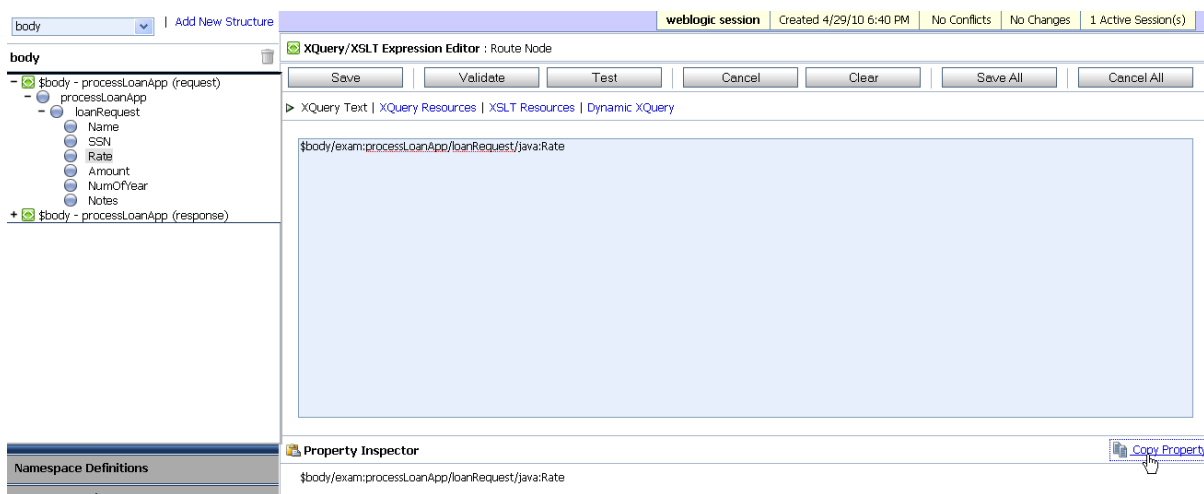 body | Add New Structure
weblogic session Created 4/29/10 6:40 PM No Conflicts No Changes 1 Active Session(s)
body
$body - processLoanApp (request)
processLoanApp
loanRequest
Name
SSN
Rate
Amount
NumOfYear
Notes
$body - processLoanApp (response)
XQuery/XSLT Expression Editor : Route Node
Save Validate Test Cancel Clear Save All Cancel All
XQuery Text | XQuery Resources | XSLT Resources | Dynamic XQuery
$body/exam:processLoanApp/loanRequest/java:Rate
Property Inspector Copy Property
$body/exam:processLoanApp/loanRequest/java:Rate
Namespace Definitions